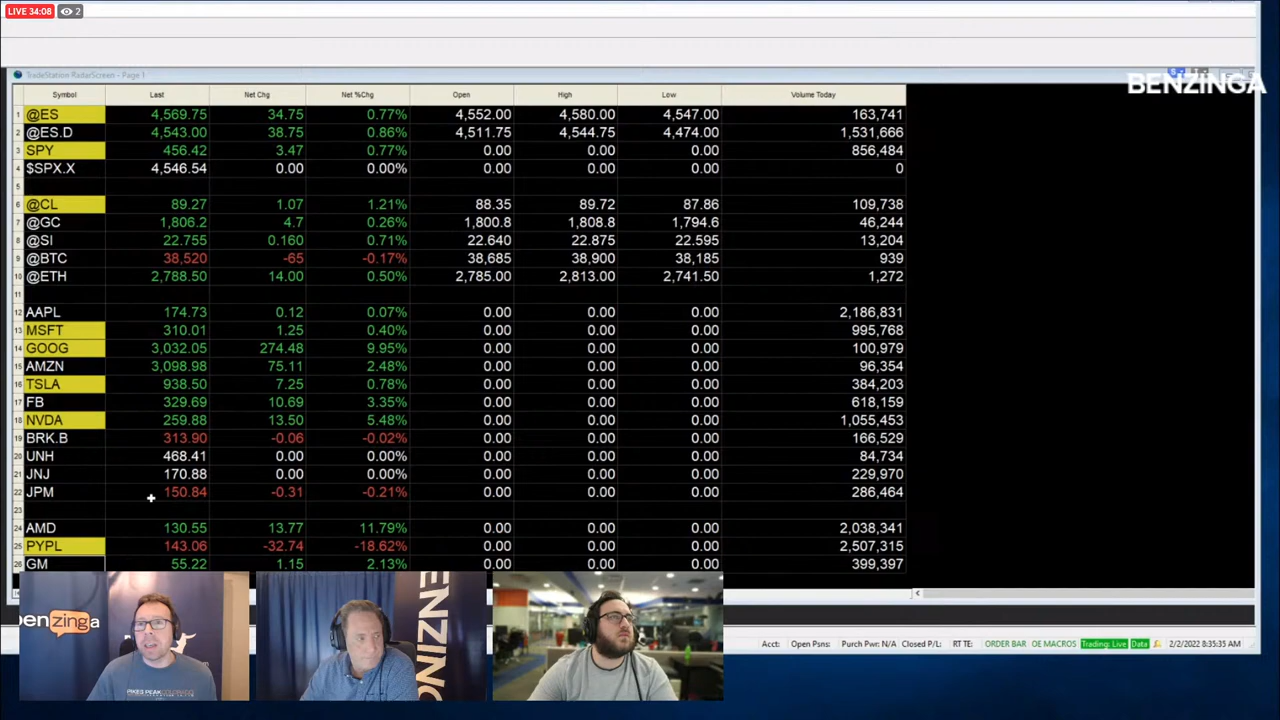 LIVE 34:08 2
TradeStation RadarScreen - Page 1
BENZINGA
Symbol Last Net Chg Net %Chg Open High Low Volume Today
1 @ES 4,569.75 34.75 0.77% 4,552.00 4,580.00 4,547.00 163,741
2 @ES.D 4,543.00 38.75 0.86% 4,511.75 4,544.75 4,474.00 1,531,666
3 SPY 456.42 3.47 0.77% 0.00 0.00 0.00 856,484
4 $SPX.X 4,546.54 0.00 0.00% 0.00 0.00 0.00 0
5
6 @CL 89.27 1.07 1.21% 88.35 89.72 87.86 109,738
7 @GC 1,806.2 4.7 0.26% 1,800.8 1,808.8 1,794.6 46,244
8 @SI 22.755 0.160 0.71% 22.640 22.875 22.595 13,204
9 @BTC 38,520 -65 -0.17% 38,685 38,900 38,185 939
10 @ETH 2,788.50 14.00 0.50% 2,785.00 2,813.00 2,741.50 1,272
11
12 AAPL 174.73 0.12 0.07% 0.00 0.00 0.00 2,186,831
13 MSFT 310.01 1.25 0.40% 0.00 0.00 0.00 995,768
14 GOOG 3,032.05 274.48 9.95% 0.00 0.00 0.00 100,979
15 AMZN 3,098.98 75.11 2.48% 0.00 0.00 0.00 96,354
16 TSLA 938.50 7.25 0.78% 0.00 0.00 0.00 384,203
17 FB 329.69 10.69 3.35% 0.00 0.00 0.00 618,159
18 NVDA 259.88 13.50 5.48% 0.00 0.00 0.00 1,055,453
19 BRK.B 313.90 -0.06 -0.02% 0.00 0.00 0.00 166,529
20 UNH 468.41 0.00 0.00% 0.00 0.00 0.00 84,734
21 JNJ 170.88 0.00 0.00% 0.00 0.00 0.00 229,970
22 JPM 150.84 -0.31 -0.21% 0.00 0.00 0.00 286,464
23
24 AMD 130.55 13.77 11.79% 0.00 0.00 0.00 2,038,341
25 PYPL 143.06 -32.74 -18.62% 0.00 0.00 0.00 2,507,315
26 GM 55.22 1.15 2.13% 0.00 0.00 0.00 399,397
benzinga
BENZINGA
PIKES PEAK COLORADO
Acct: Open Psns: Purch Pwr: N/A Closed P/L: RT TE: ORDER BAR OE MACROS Trading: Live Data 2/2/2022 8:35:35 AM